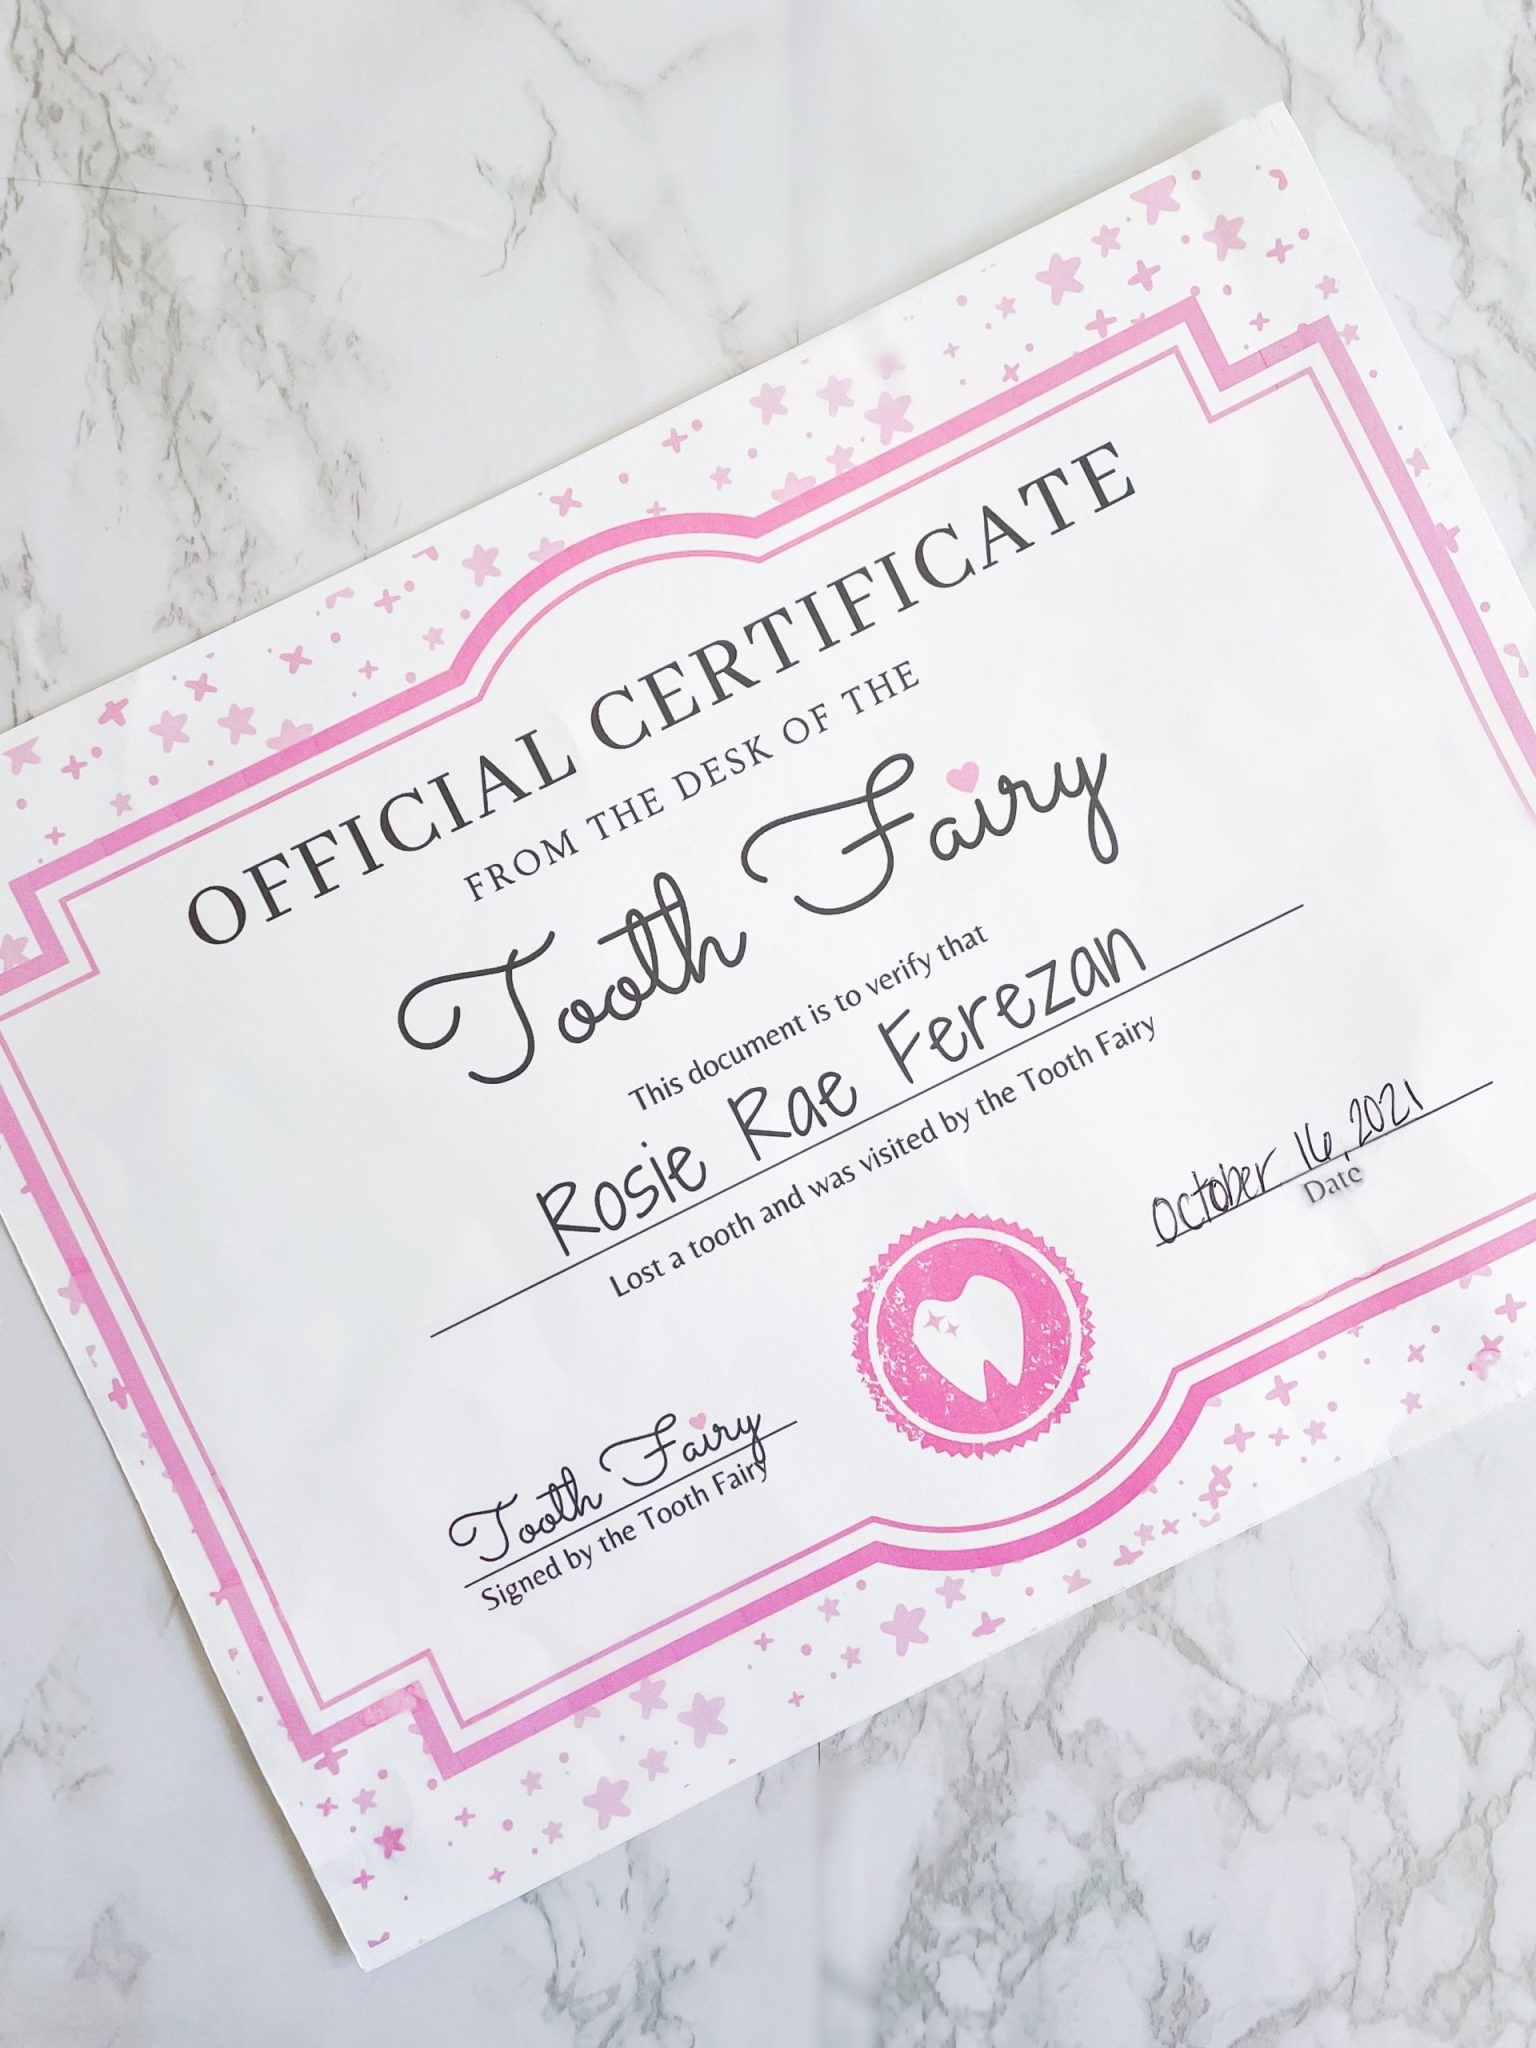 OFFICIAL CERTIFICATE
FROM THE DESK OF THE
Tooth Fairy
This document is to verify that
Rosie Rae Ferezan
Lost a tooth and was visited by the Tooth Fairy
October 16, 2021
Date
Tooth Fairy
Signed by the Tooth Fairy